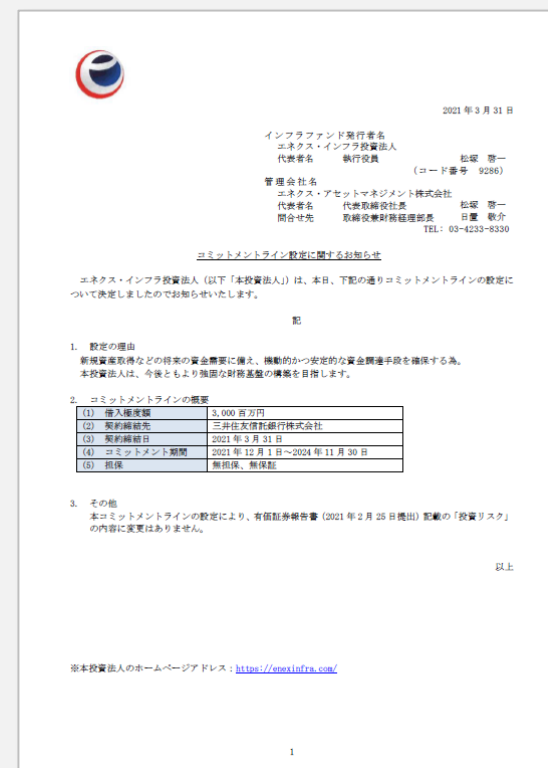 2021 年 3 月 31 日
インフラファンド発行者名
エネクス・インフラ投資法人
代表者名 執行役員 松塚 啓一
(コード番号 9286)
管理会社名
エネクス・アセットマネジメント株式会社
代表者名 代表取締役社長 松塚 啓一
問合せ先 取締役兼財務経理部長 日置 敬介
TEL: 03-4233-8330
コミットメントライン設定に関するお知らせ
エネクス・インフラ投資法人（以下「本投資法人」）は、本日、下記の通りコミットメントラインの設定に
ついて決定しましたのでお知らせいたします。
記
1. 設定の理由
新規資産取得などの将来の資金需要に備え、機動的かつ安定的な資金調達手段を確保する為。
本投資法人は、今後ともより強固な財務基盤の構築を目指します。
2. コミットメントラインの概要
(1) 借入極度額 3,000 百万円
(2) 契約締結先 三井住友信託銀行株式会社
(3) 契約締結日 2021 年 3 月 31 日
(4) コミットメント期間 2021 年 12 月 1 日～2024 年 11 月 30 日
(5) 担保 無担保、無保証
3. その他
本コミットメントラインの設定により、有価証券報告書（2021 年 2 月 25 日提出）記載の「投資リスク」
の内容に変更はありません。
以上
※本投資法人のホームページアドレス：https://enexinfra.com/
1